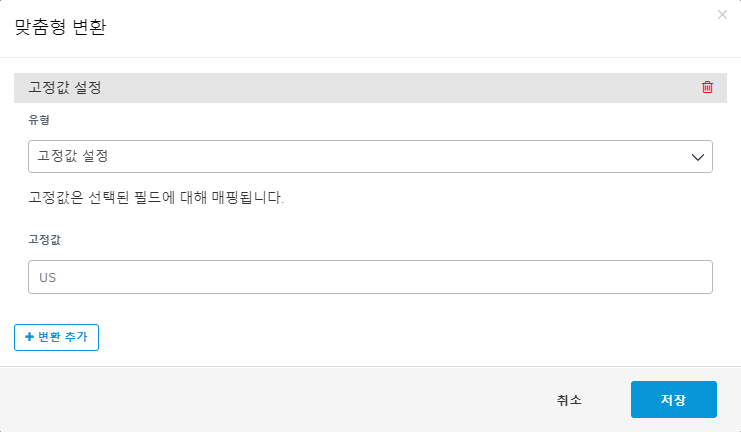 맞춤형 변환
고정값 설정
유형
고정값 설정
고정값은 선택된 필드에 대해 매핑됩니다.
고정값
US
+ 변환 추가
취소 저장